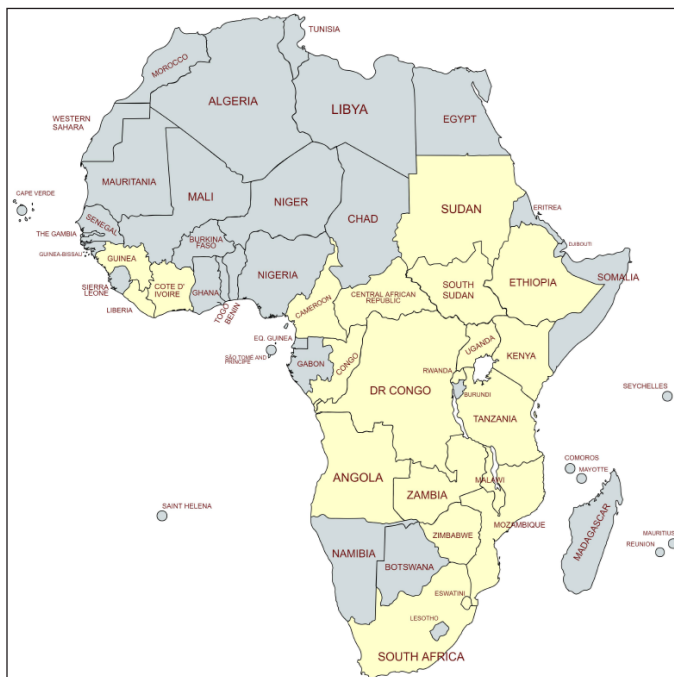 TUNISIA
MOROCCO
ALGERIA
LIBYA
EGYPT
WESTERN
SAHARA
MAURITANIA
MALI
NIGER
CHAD
SUDAN
ERITREA
CAPE VERDE
SENEGAL
THE GAMBIA
GUINEA-BISSAU
GUINEA
BURKINA
FASO
DJIBOUTI
SIERRA
LEONE
LIBERIA
COTE D'
IVOIRE
GHANA
TOGO
BENIN
NIGERIA
CAMEROON
CENTRAL AFRICAN
REPUBLIC
SOUTH
SUDAN
ETHIOPIA
SOMALIA
EQ. GUINEA
SÃO TOMÉ AND
PRINCIPE
GABON
CONGO
DR CONGO
UGANDA
KENYA
RWANDA
BURUNDI
TANZANIA
SEYCHELLES
COMOROS
MAYOTTE
SAINT HELENA
ANGOLA
ZAMBIA
MALAWI
MOZAMBIQUE
ZIMBABWE
MADAGASCAR
MAURITIUS
REUNION
NAMIBIA
BOTSWANA
ESWATINI
LESOTHO
SOUTH AFRICA